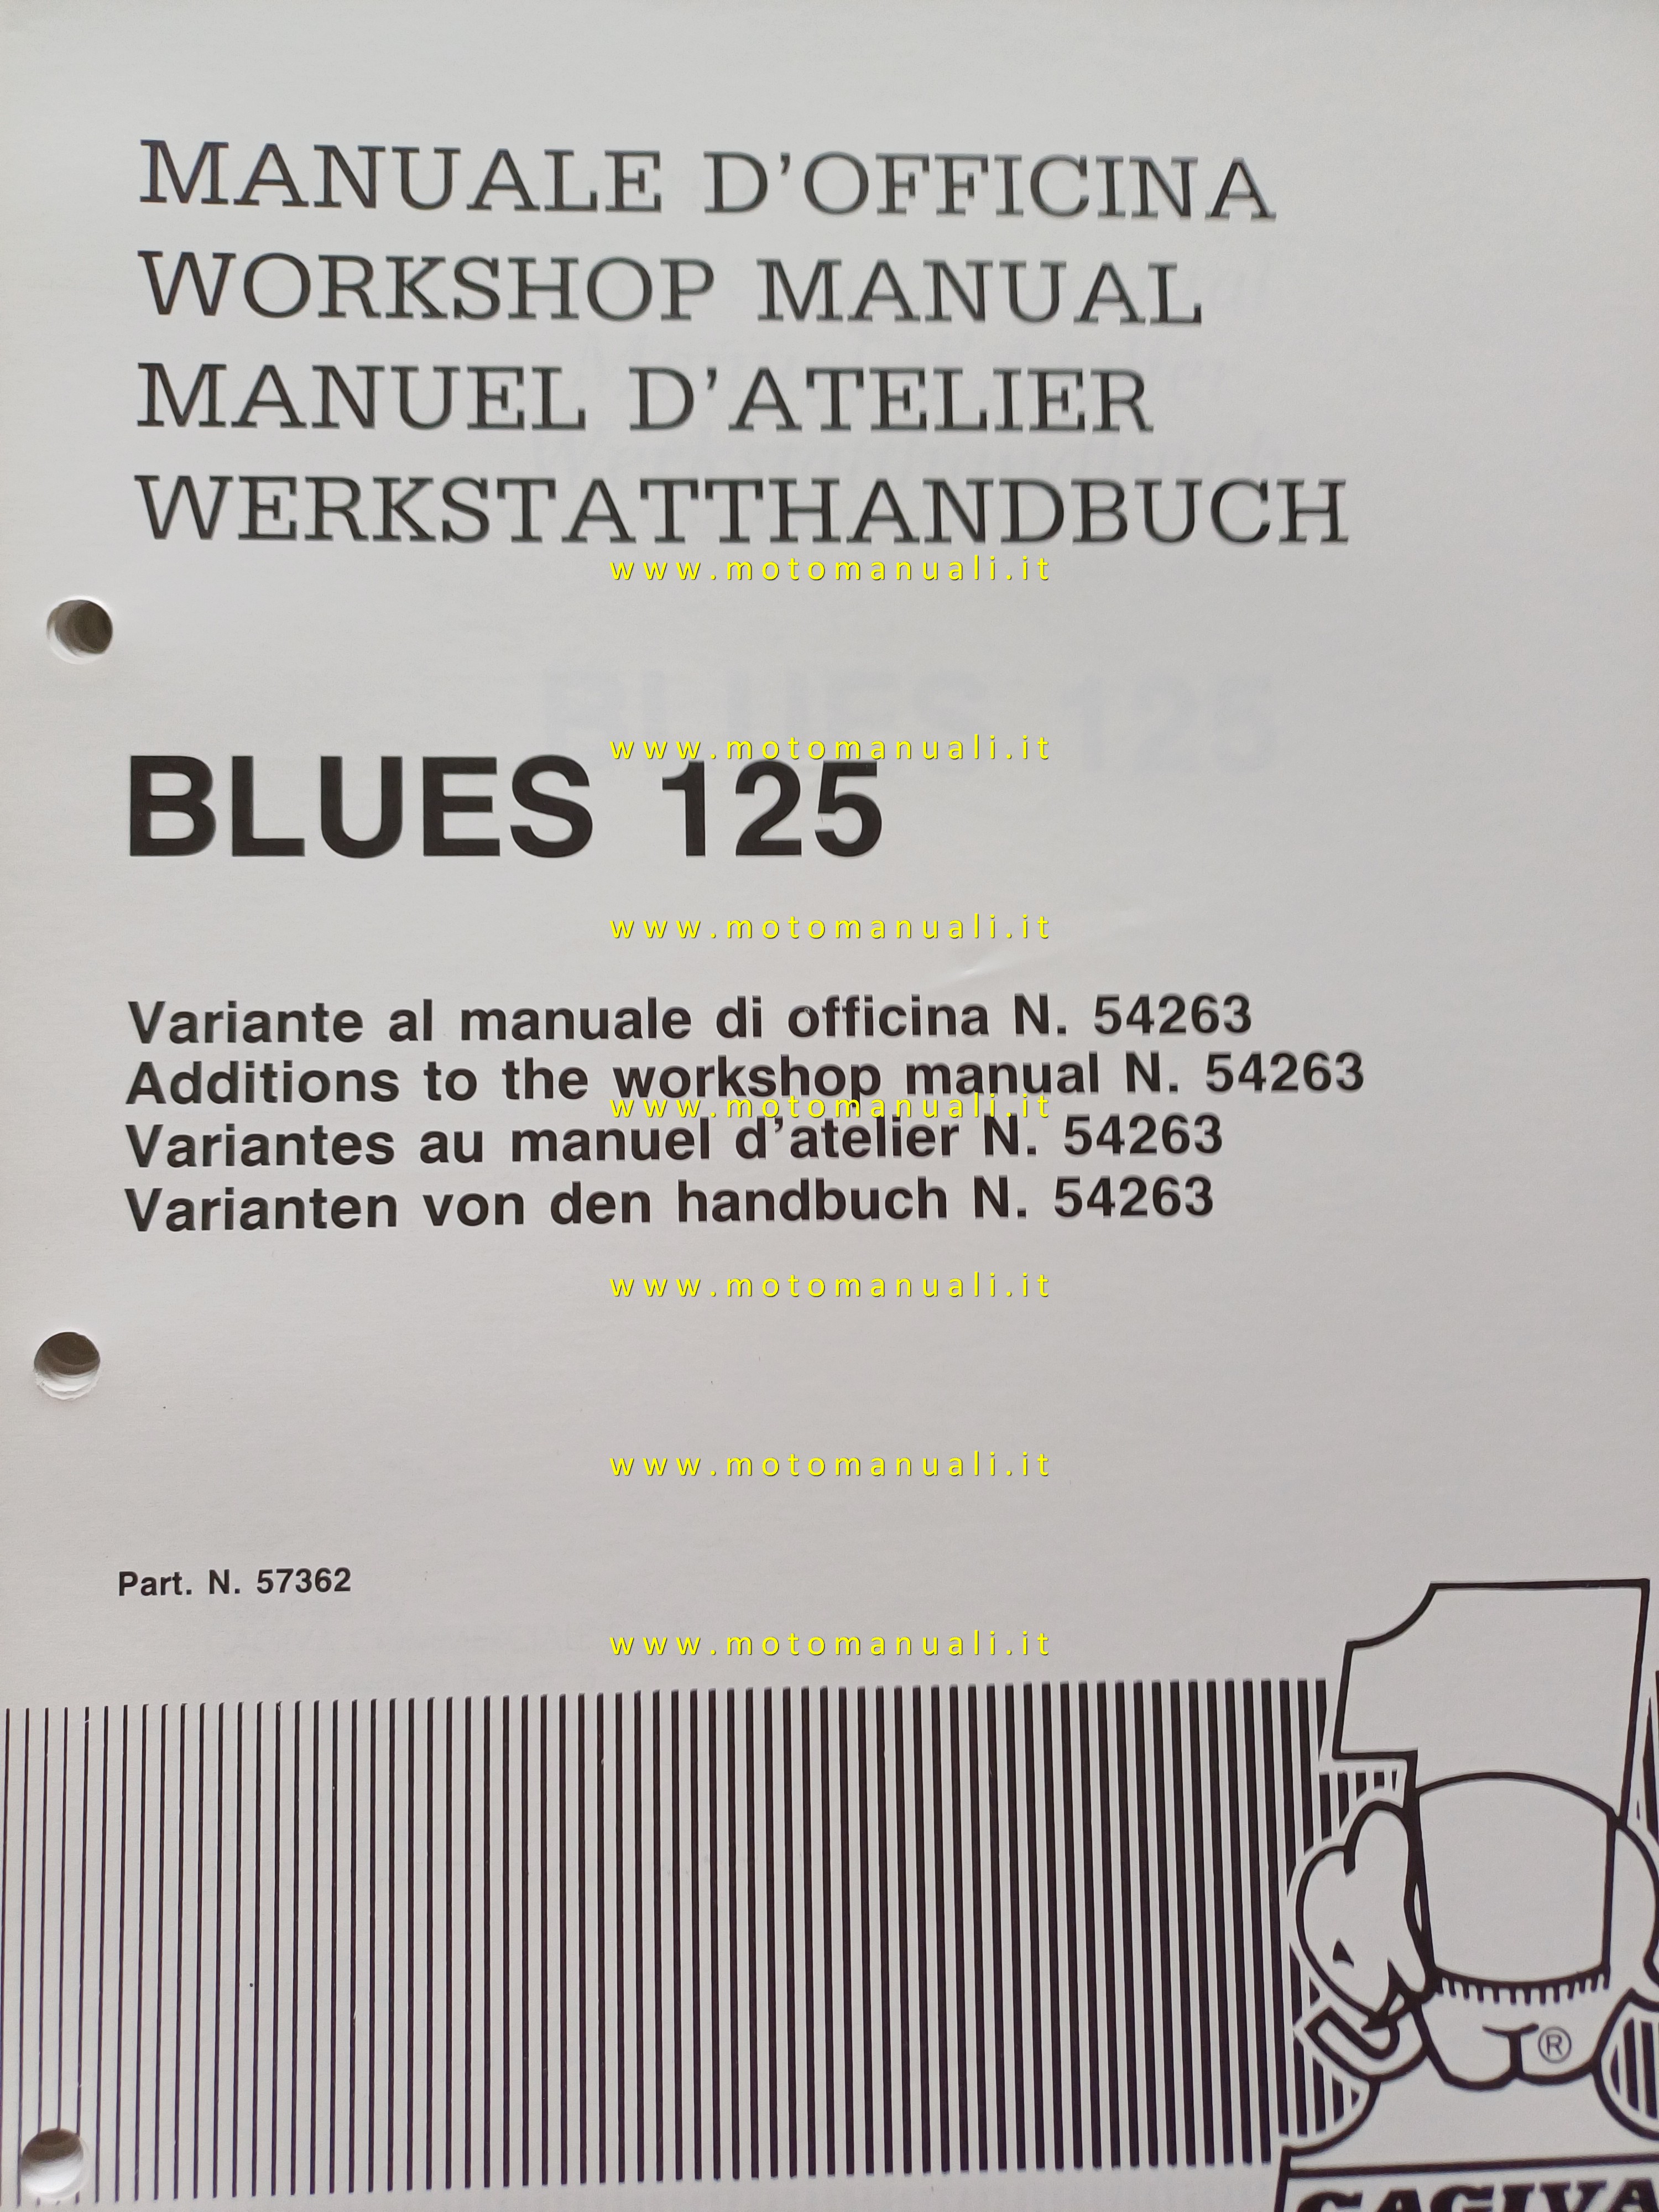 MANUALE D'OFFICINA
WORKSHOP MANUAL
MANUEL D'ATELIER
WERKSTATTHANDBUCH
www.motomanuali.it
www.motomanuali.it
BLUES 125
www.motomanuali.it
Variante al manuale di officina N. 54263
Additions to the workshop manual N. 54263
www.motomanuali.it
Variantes au manuel d'atelier N. 54263
Varianten von den handbuch N. 54263
www.motomanuali.it
www.motomanuali.it
Part. N. 57362
www.motomanuali.it
®
CAGIVA